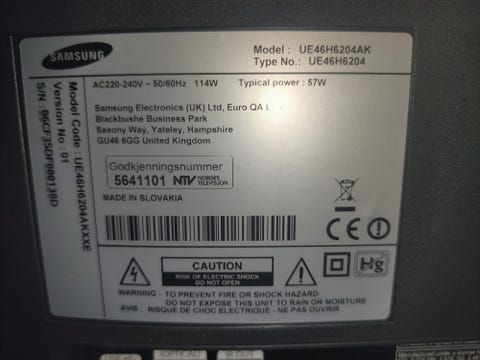 SAMSUNG
Model : UE46H6204AK
Type No.: UE46H6204
AC220-240V ~ 50/60Hz 114W Typical power : 57W
Samsung Electronics (UK) Ltd, Euro QA
Blackbushe Business Park
Saxony Way, Yateley, Hampshire
GU46 6GG United Kingdom
Godkjenningsnummer
5641101 NTV NORGES TELEVISJON
MADE IN SLOVAKIA
Model Code : UE46H6204AKXXE
Version No : 01
S/N : 06CF3SDF800138D
CE
Hg
CAUTION
RISK OF ELECTRIC SHOCK
DO NOT OPEN
WARNING : TO PREVENT FIRE OR SHOCK HAZARD
DO NOT EXPOSE THIS UNIT TO RAIN OR MOISTURE
AVIS : RISQUE DE CHOC ELECTRIQUE - NE PAS OUVRIR